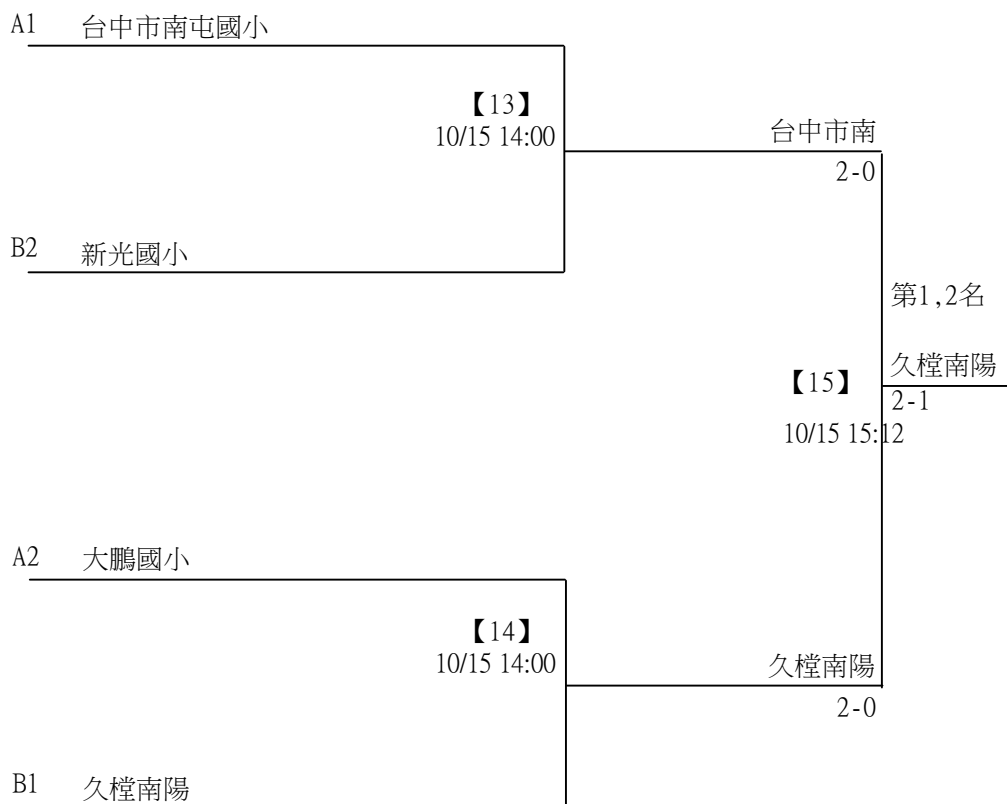 A1 台中市南屯國小
【13】
10/15 14:00
台中市南
2-0
B2 新光國小
第1,2名
久樘南陽
【15】
2-1
10/15 15:12
A2 大鵬國小
【14】
10/15 14:00
久樘南陽
2-0
B1 久樘南陽